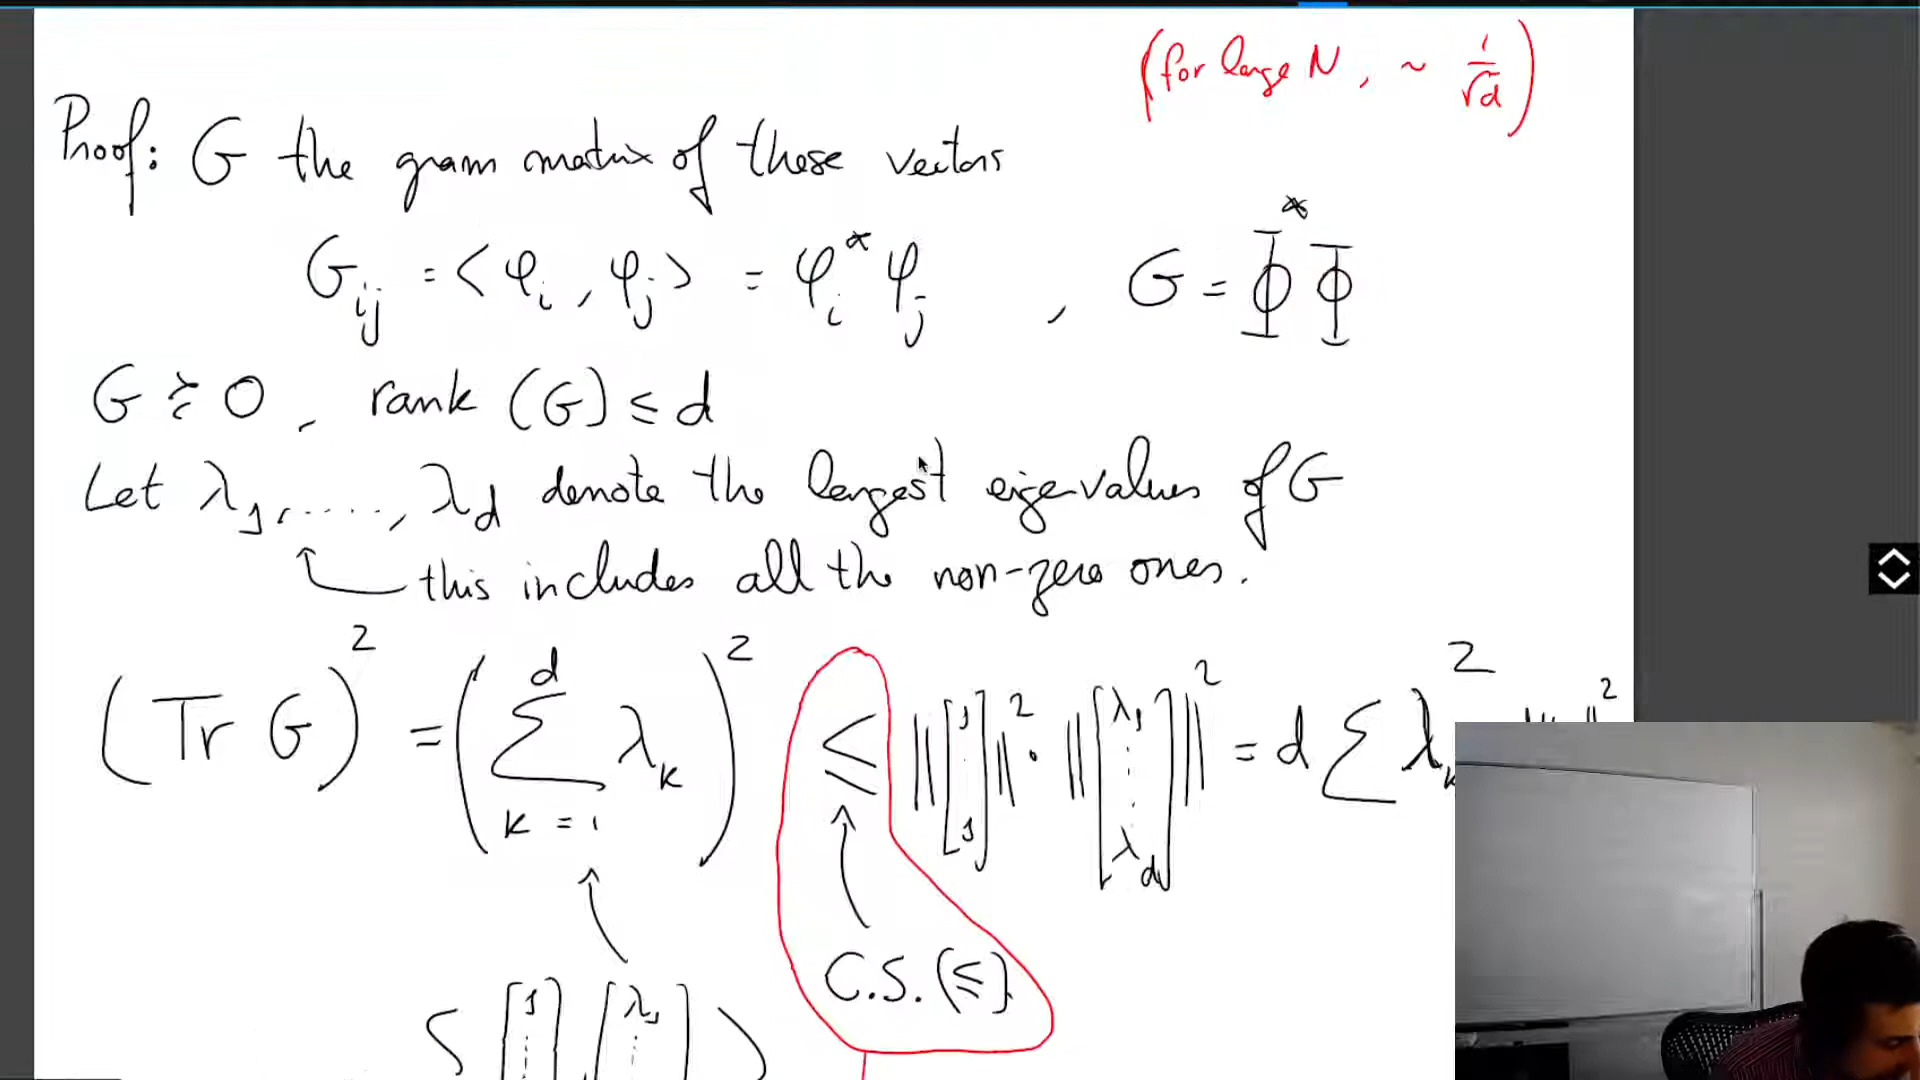 (for large N, ~ 1/√d)
Proof: G the gram matrix of these vectors
G_ij = <φ_i, φ_j> = φ_i^* φ_j , G = Φ^* Φ
G ≽ 0, rank (G) ≤ d
Let λ_1, ....., λ_d denote the largest eigenvalues of G
this includes all the non-zero ones.
(Tr G)^2 = (∑_{k=1}^{d} λ_k)^2 ≤ ||[1 ⋮ 1]||^2 · ||[λ_1 ⋮ λ_d]||^2 = d ∑ λ_k^2
C.S. (≤).
< [1 ⋮ [λ_1 ⋮ ] >